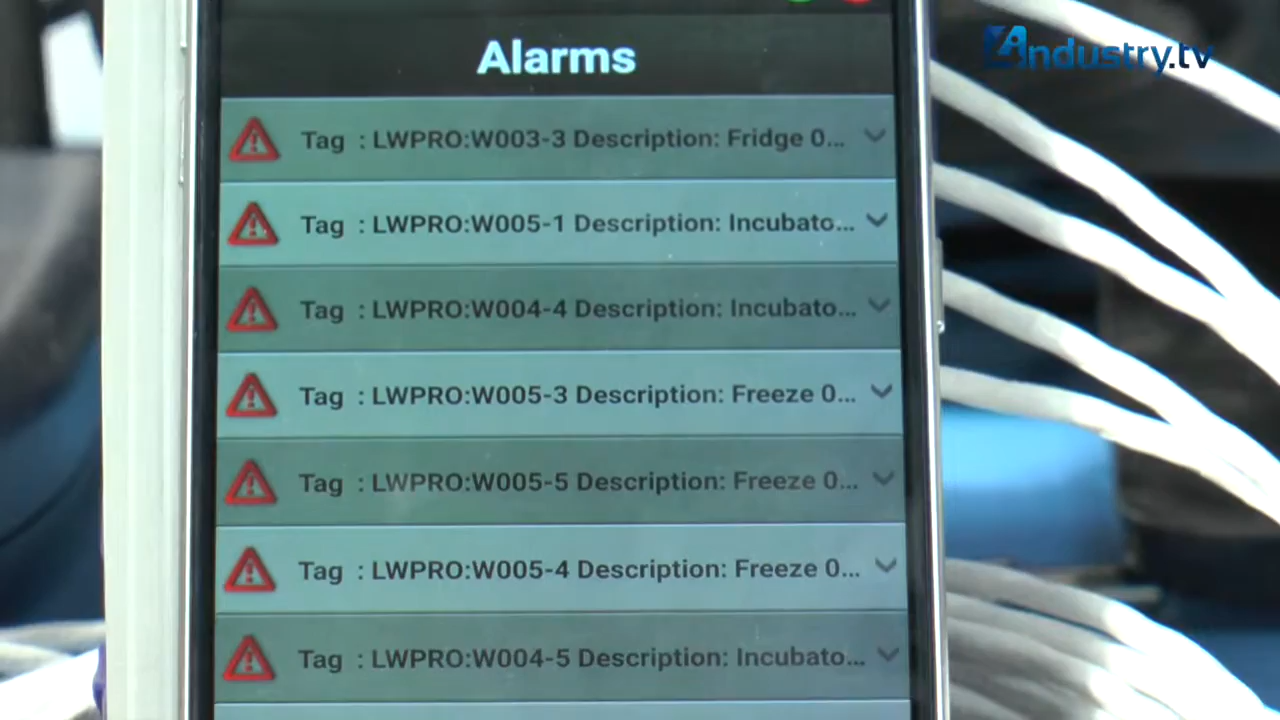 Industry.tv
Alarms
Tag : LWPRO:W003-3 Description: Fridge 0...
Tag : LWPRO:W005-1 Description: Incubato...
Tag : LWPRO:W004-4 Description: Incubato...
Tag : LWPRO:W005-3 Description: Freeze 0...
Tag : LWPRO:W005-5 Description: Freeze 0...
Tag : LWPRO:W005-4 Description: Freeze 0...
Tag : LWPRO:W004-5 Description: Incubato...